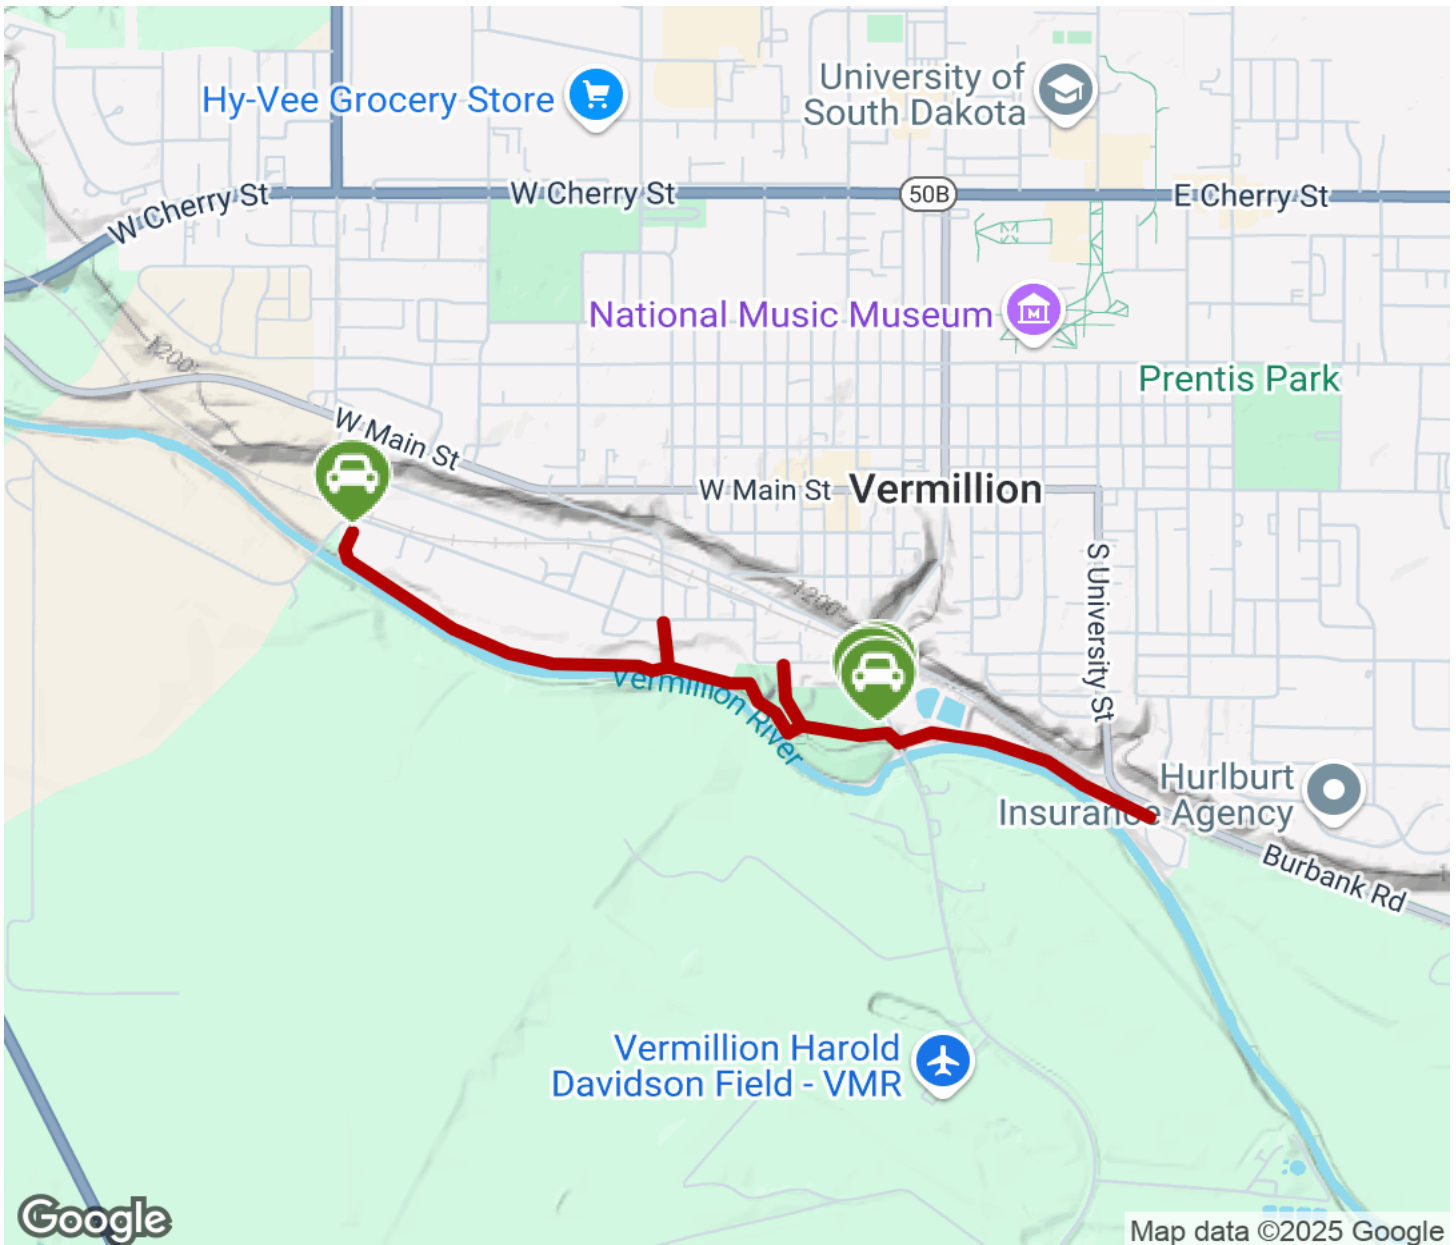 University of
South Dakota
Hy-Vee Grocery Store
W Cherry St
W Cherry St
50B
E Cherry St
National Music Museum
M
1200'
Prentis Park
W Main St
W Main St
Vermillion
S University St
1200'
Vermillion River
Hurlburt
Insurance Agency
Burbank Rd
Vermillion Harold
Davidson Field - VMR
Google
Map data ©2025 Google